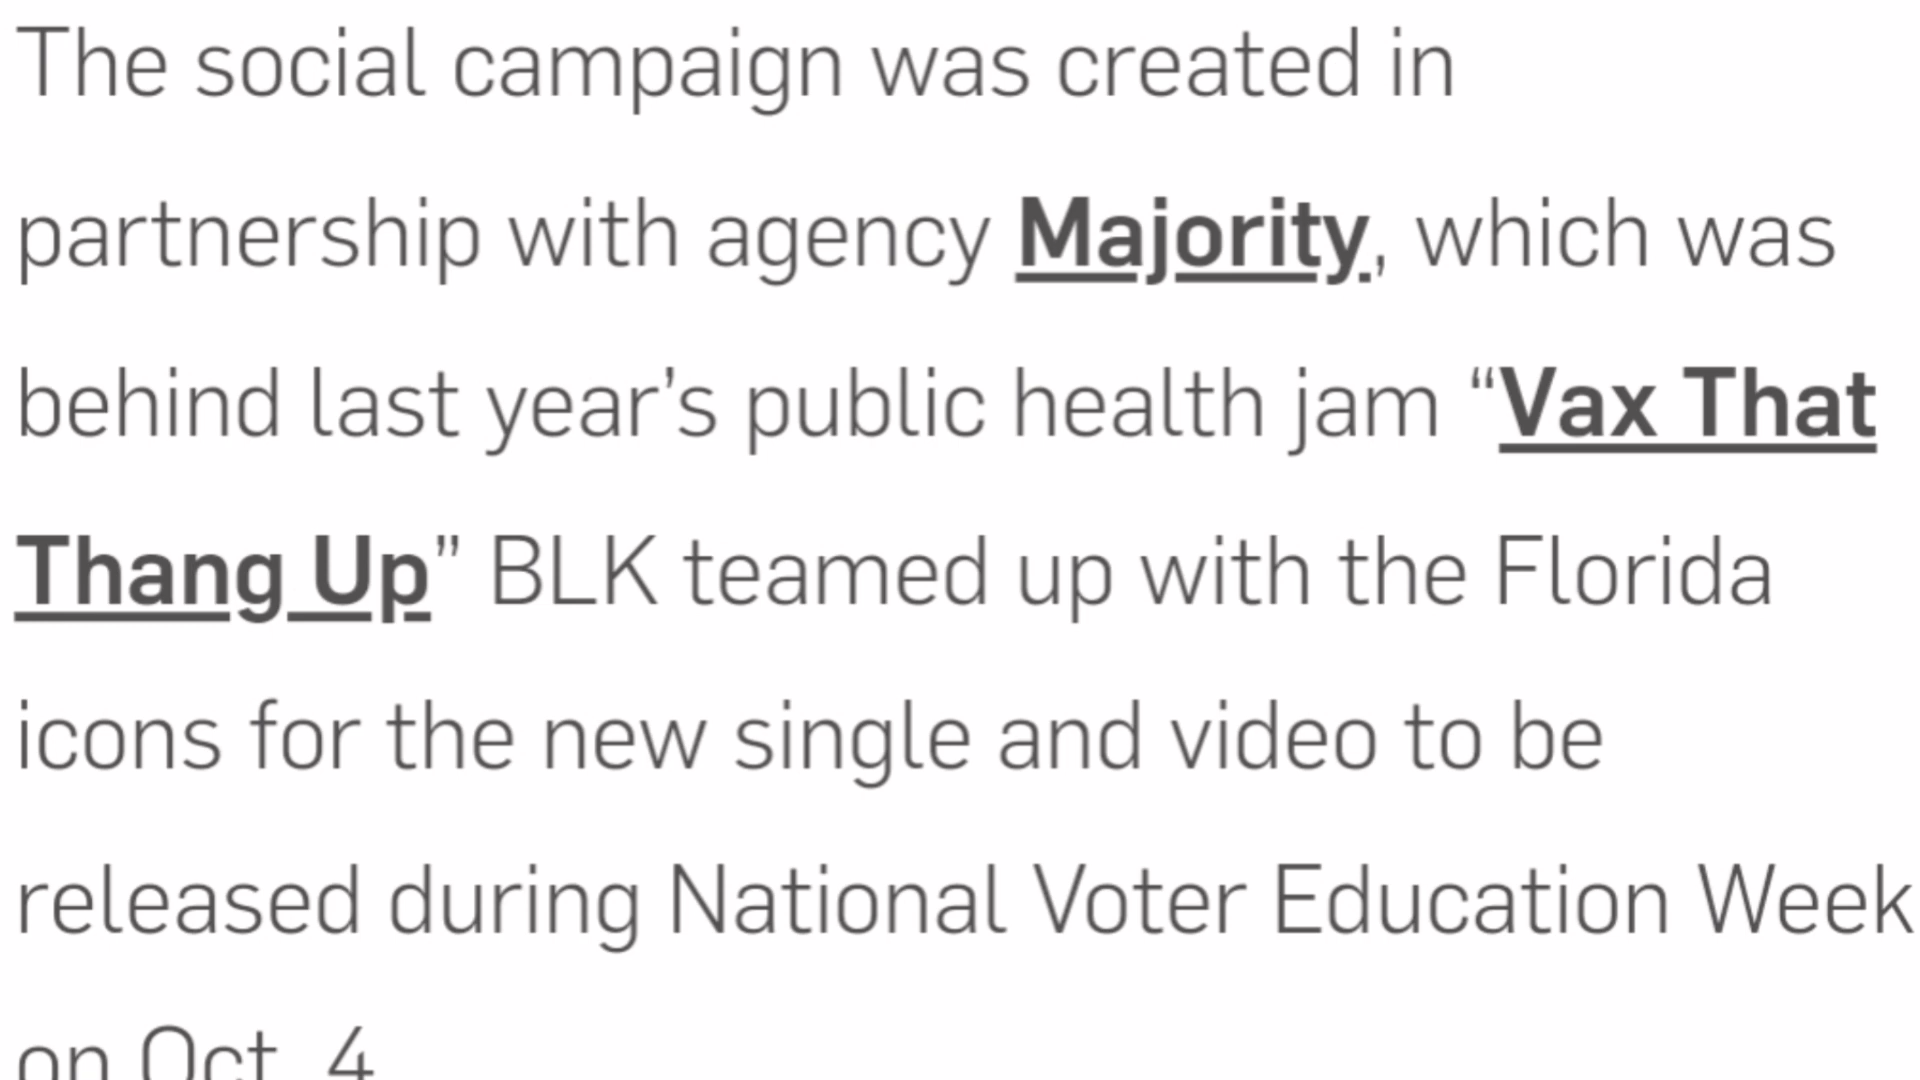 The social campaign was created in
partnership with agency Majority, which was
behind last year’s public health jam “Vax That
Thang Up” BLK teamed up with the Florida
icons for the new single and video to be
released during National Voter Education Week
on Oct. 4